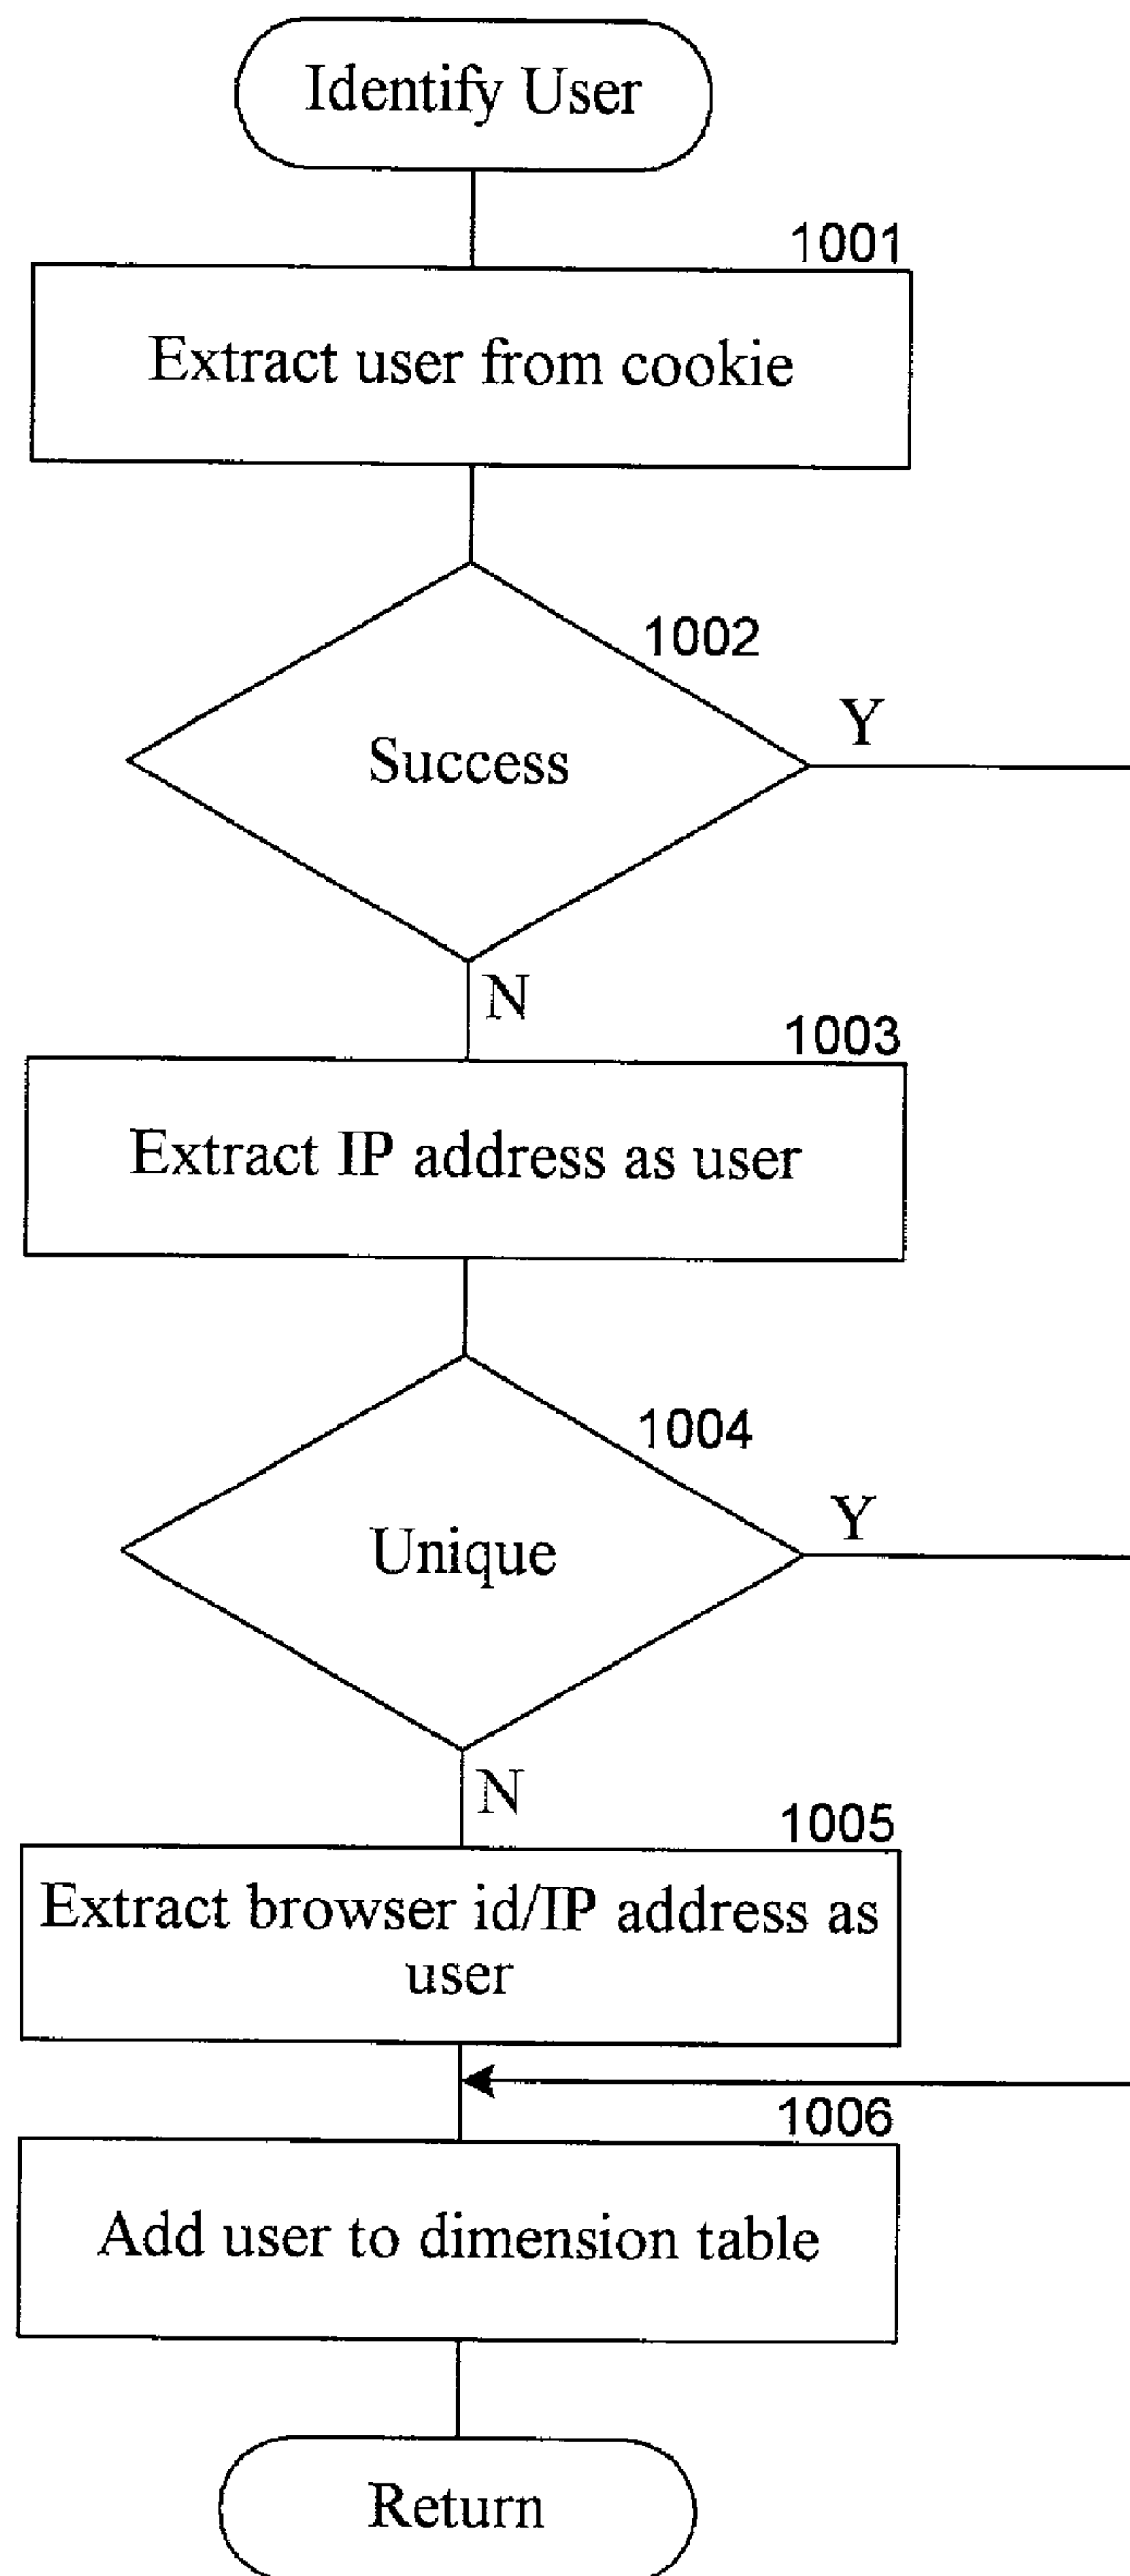 Identify User
1001
Extract user from cookie
1002
Y
Success
N
1003
Extract IP address as user
1004
Y
Unique
N
1005
Extract browser id/IP address as
user
1006
Add user to dimension table
Return